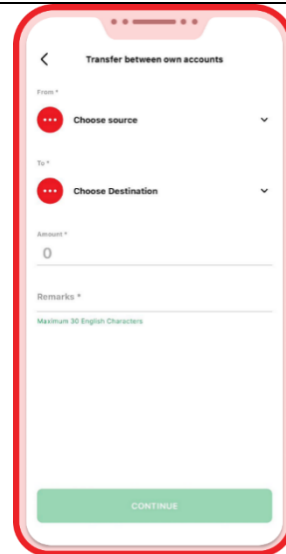 Transfer between own accounts
From *
Choose source
To *
Choose Destination
Amount *
0
Remarks *
Maximum 30 English Characters
CONTINUE